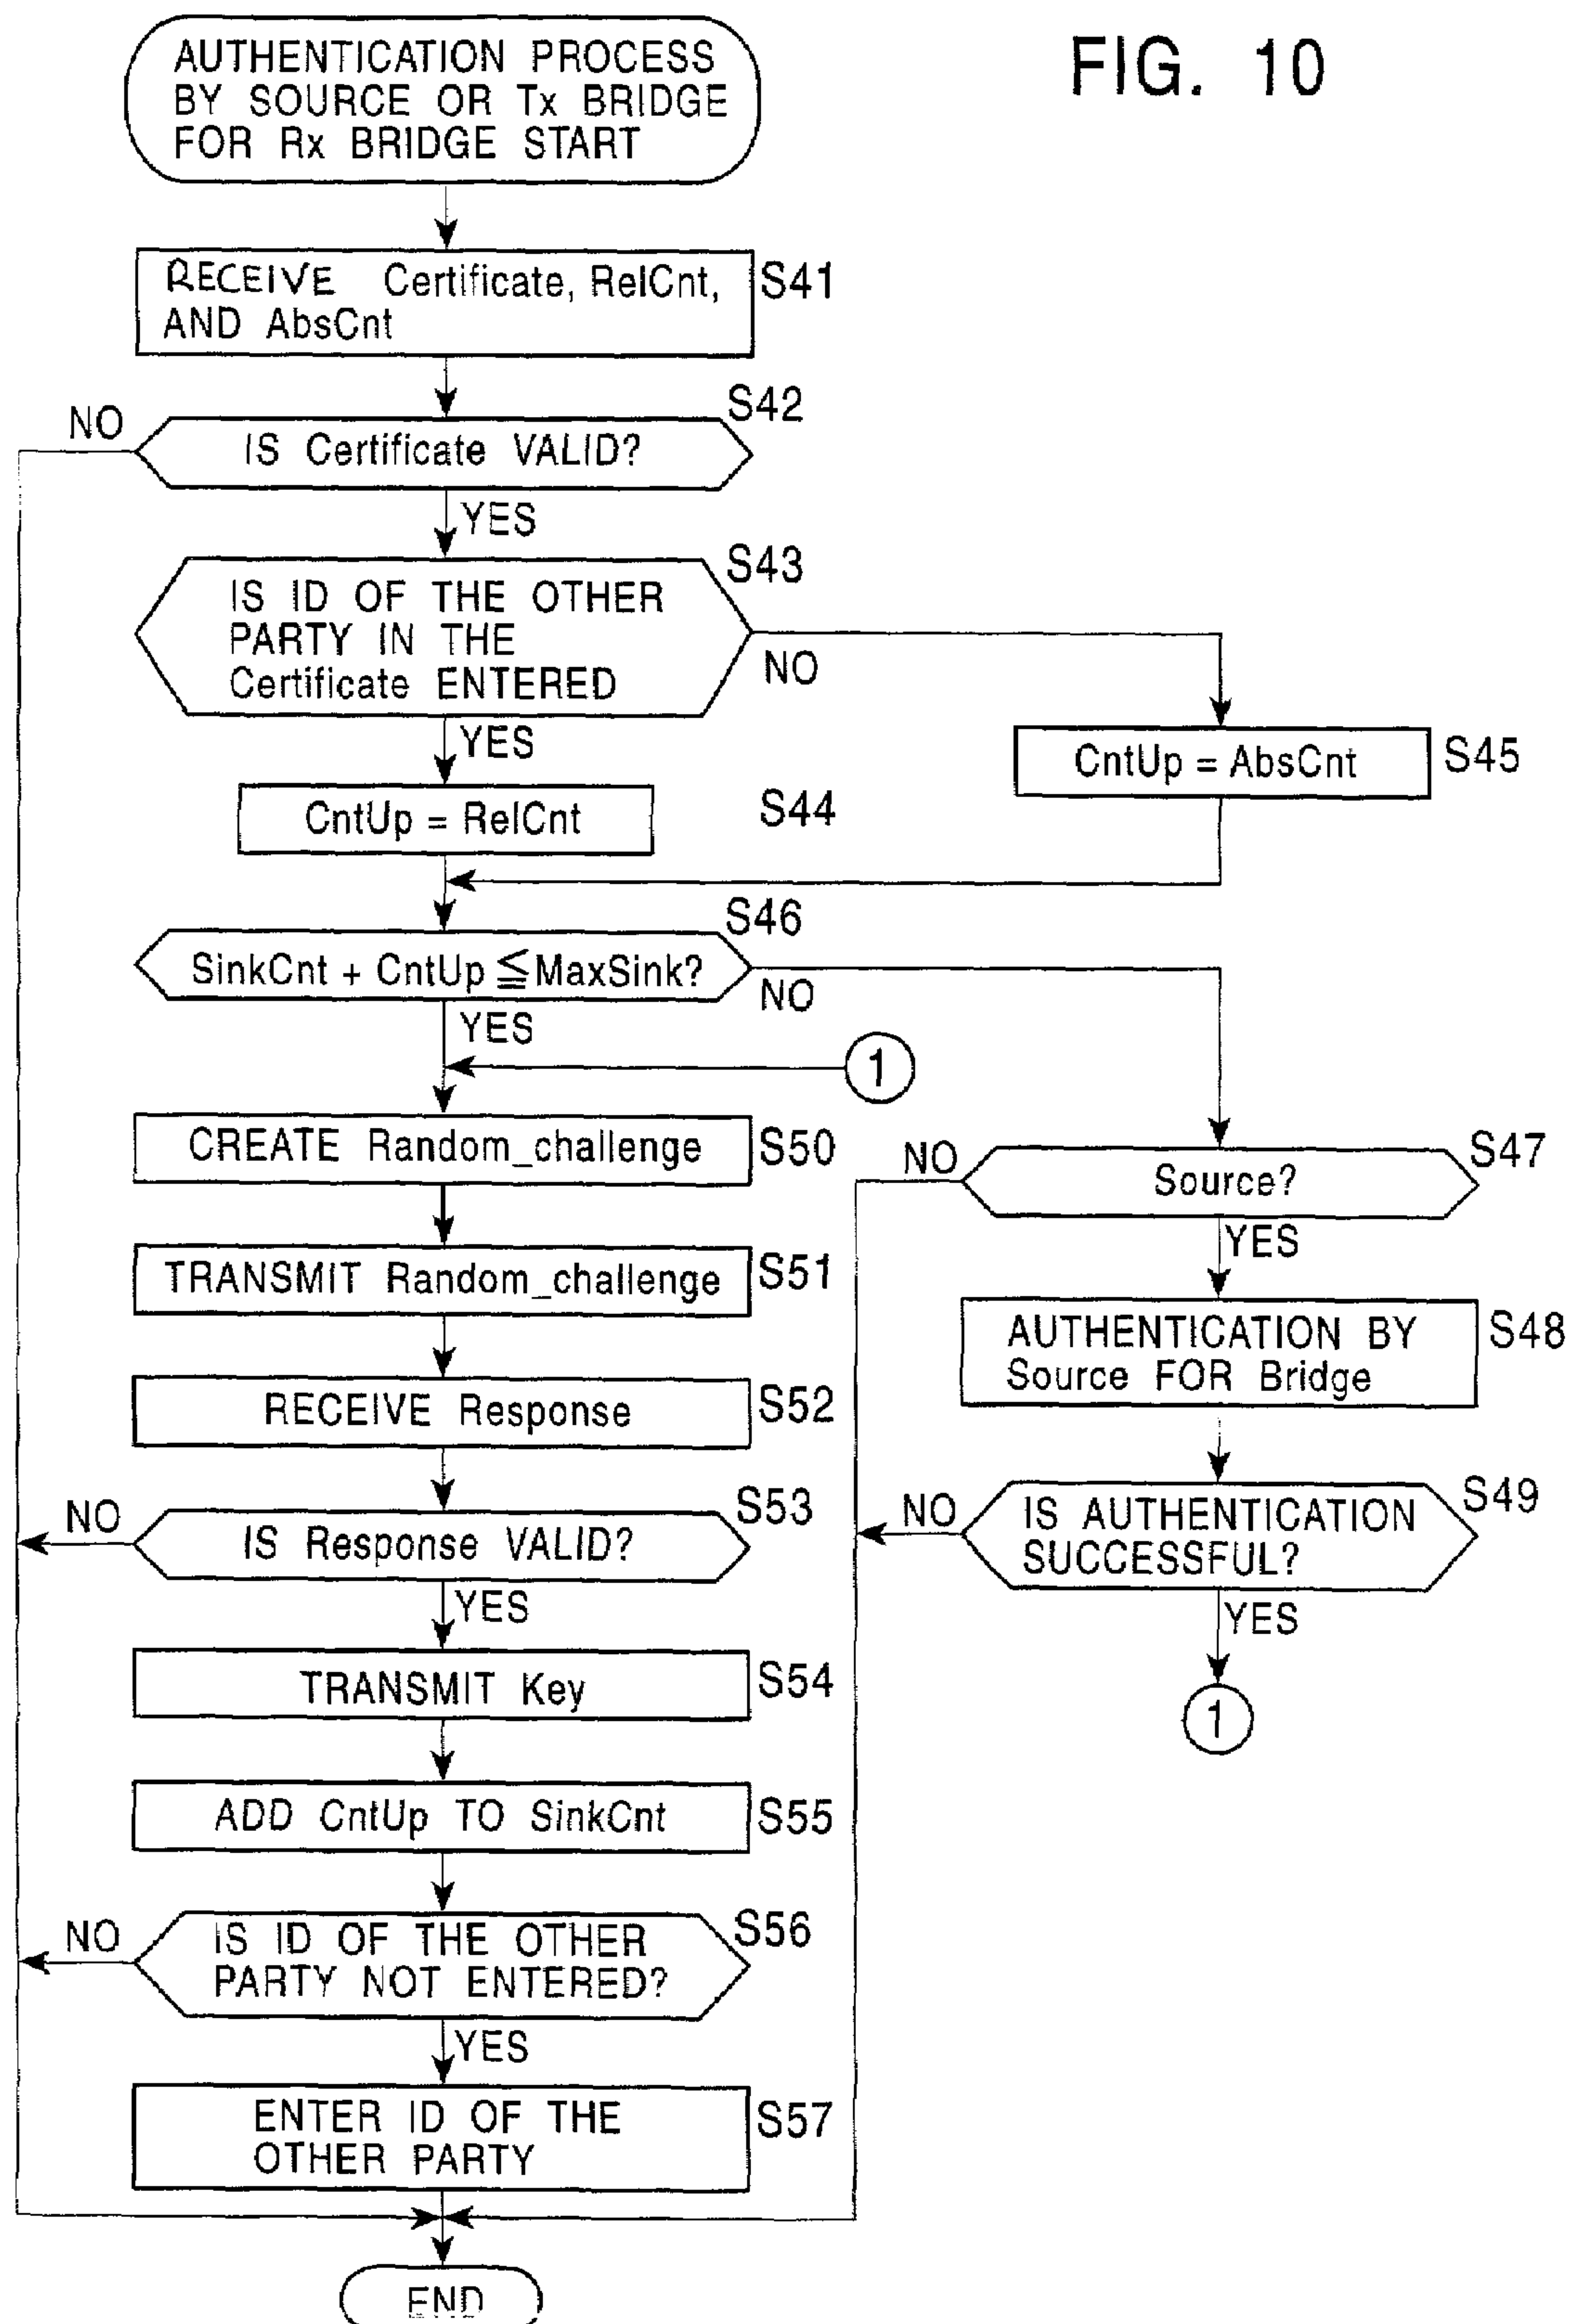 FIG. 10
AUTHENTICATION PROCESS
BY SOURCE OR Tx BRIDGE
FOR Rx BRIDGE START
RECEIVE Certificate, RelCnt,
AND AbsCnt
S41
S42
NO
IS Certificate VALID?
YES
S43
IS ID OF THE OTHER
PARTY IN THE
Certificate ENTERED
NO
YES
CntUp = AbsCnt
S45
CntUp = RelCnt
S44
S46
SinkCnt + CntUp ≦ MaxSink?
NO
YES
1
CREATE Random_challenge
S50
NO
Source?
S47
YES
TRANSMIT Random_challenge
S51
AUTHENTICATION BY
Source FOR Bridge
S48
RECEIVE Response
S52
NO
IS Response VALID?
S53
YES
NO
IS AUTHENTICATION
SUCCESSFUL?
S49
YES
1
TRANSMIT Key
S54
ADD CntUp TO SinkCnt
S55
NO
IS ID OF THE OTHER
PARTY NOT ENTERED?
S56
YES
ENTER ID OF THE
OTHER PARTY
S57
END